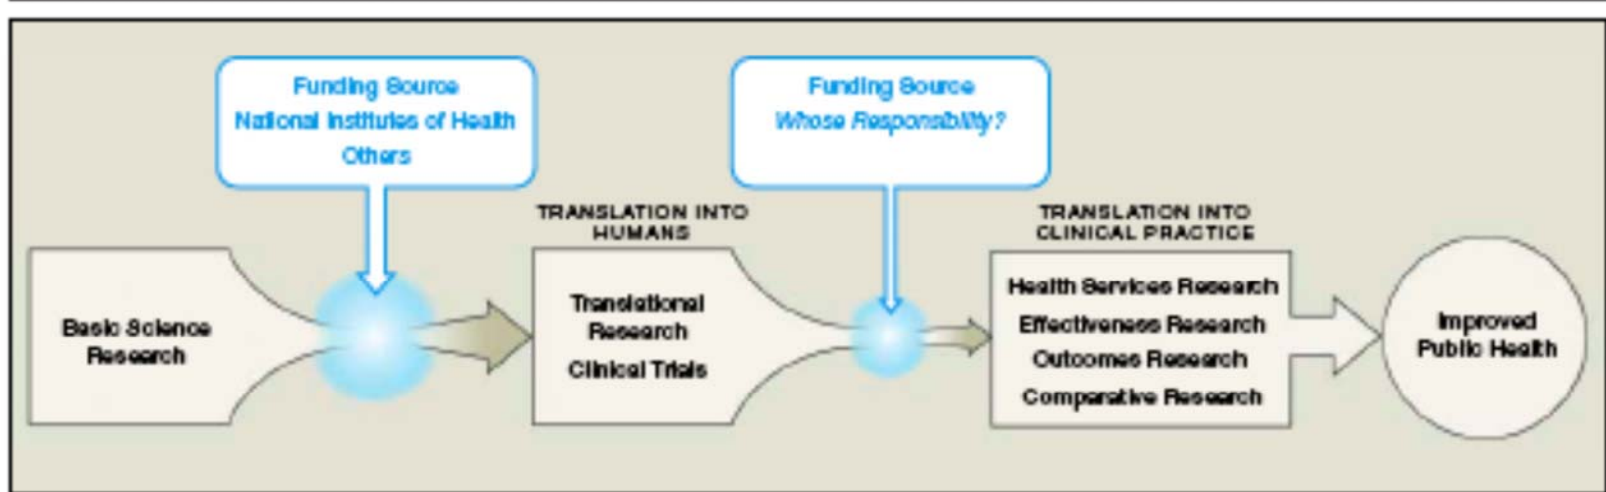 Funding Source
National Institutes of Health
Others
Funding Source
Whose Responsibility?
TRANSLATION INTO
HUMANS
TRANSLATION INTO
CLINICAL PRACTICE
Basic Science
Research
Translational
Research
Clinical Trials
Health Services Research
Effectiveness Research
Outcomes Research
Comparative Research
Improved
Public Health